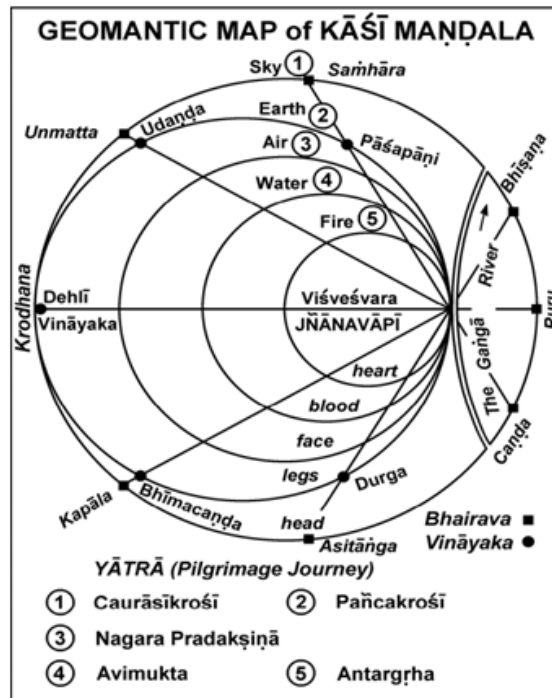 GEOMANTIC MAP of KĀŚĪ MAṆḌALA
Sky 1 Saṁhāra
Earth 2
Unmatta Udaṇḍa
Air 3 Pāśapāṇi
Water 4
Bhīṣaṇa
Fire 5
River
Krodhana
Dehlī
Vināyaka
Viśveśvara
JÑĀNAVĀPĪ
The Gaṅgā
heart
blood
face
legs Durga
Caṇḍa
Kapāla Bhīmacaṇḍa
head
Asitāṅga
Bhairava
Vināyaka
YĀTRĀ (Pilgrimage Journey)
1 Caurāsīkrośī 2 Pañcakrośī
3 Nagara Pradakṣiṇā
4 Avimukta 5 Antargṛha